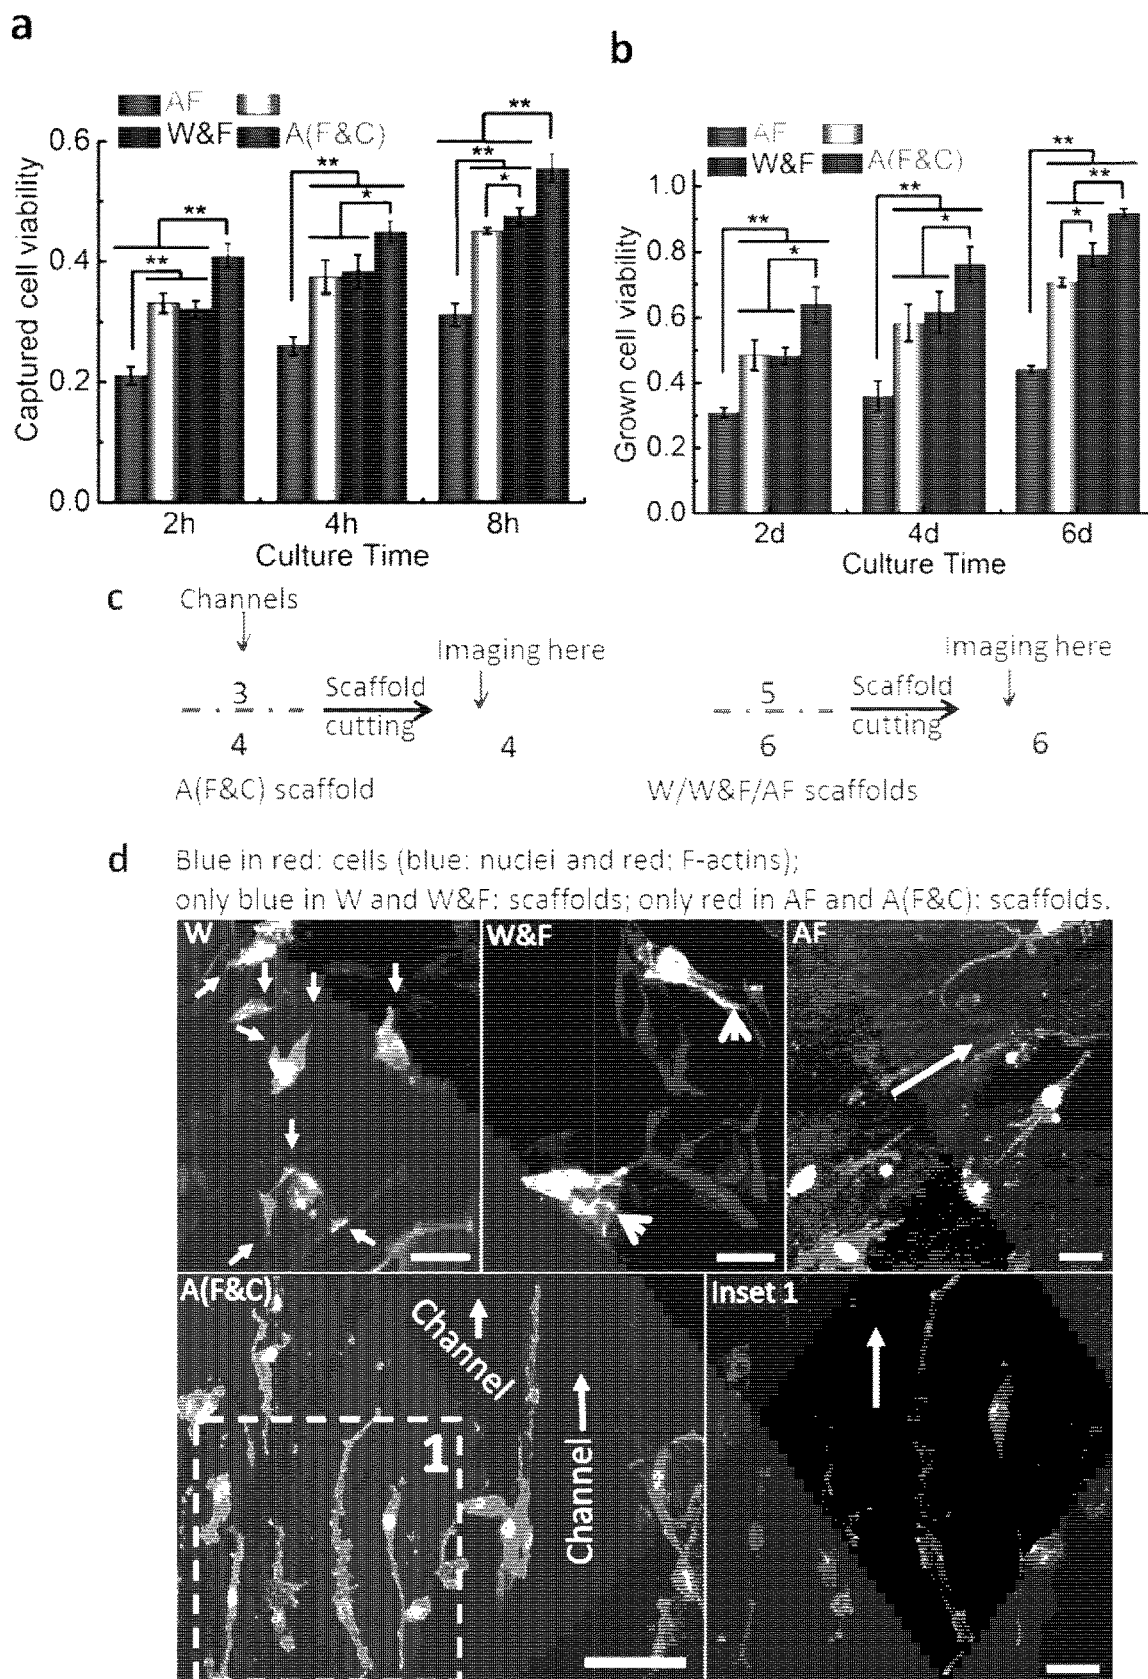 a
AF
W&F A(F&C)
Captured cell viability
0.6
0.4
0.2
0.0
** ** ** * ** ** *
2h 4h 8h
Culture Time
b
AF
W&F A(F&C)
Grown cell viability
1.0
0.8
0.6
0.4
0.2
0.0
** * ** * ** ** *
2d 4d 6d
Culture Time
c
Channels
Imaging here
Imaging here
3 Scaffold
4 cutting 4
5 Scaffold
6 cutting 6
A(F&C) scaffold
W/W&F/AF scaffolds
d
Blue in red: cells (blue: nuclei and red: F-actins);
only blue in W and W&F: scaffolds; only red in AF and A(F&C): scaffolds.
W
W&F
AF
A(F&C)
Channel
Channel
1
Inset 1